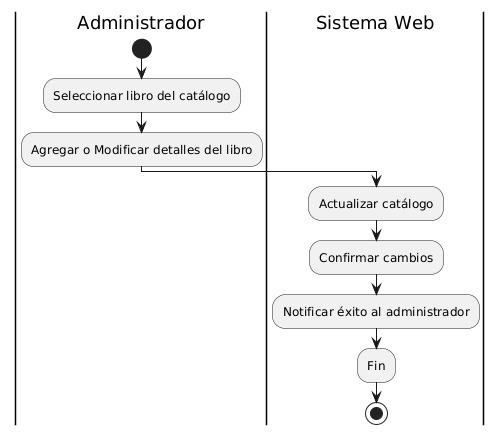 Administrador
Sistema Web
Seleccionar libro del catálogo
Agregar o Modificar detalles del libro
Actualizar catálogo
Confirmar cambios
Notificar éxito al administrador
Fin